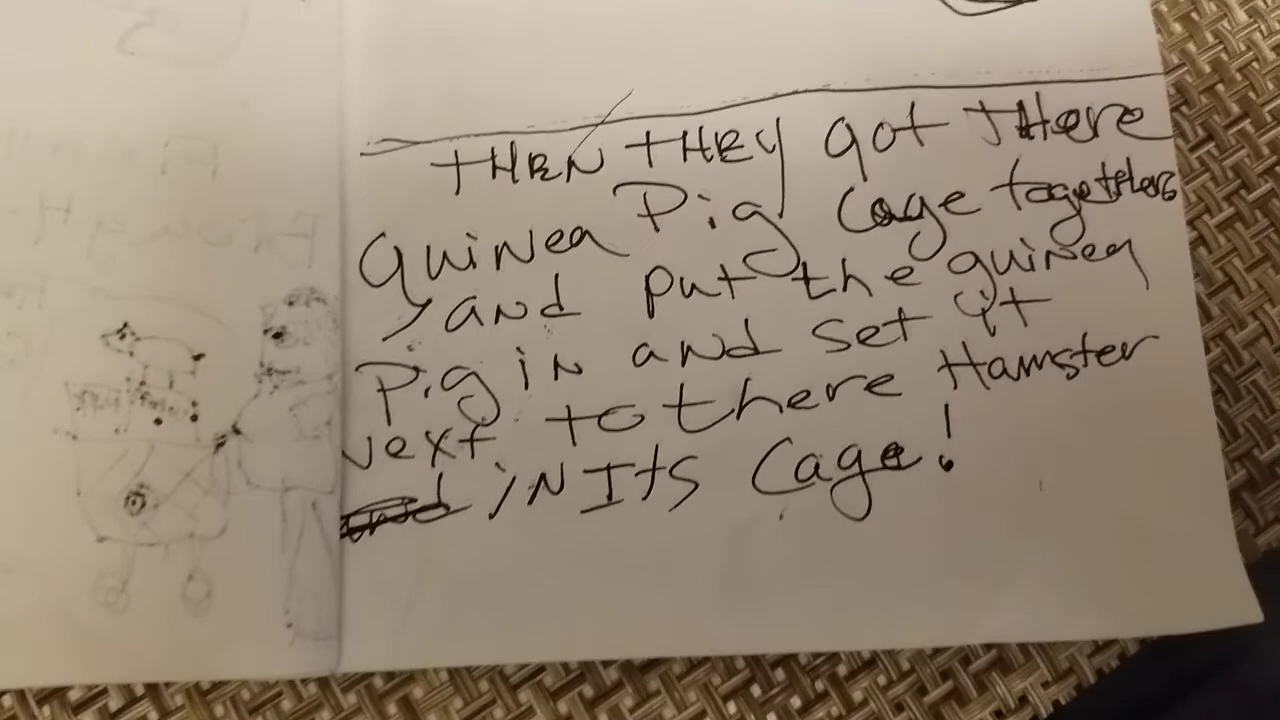 THEN THEY got THere
Guinea Pig Cage together
and put the guinea
Pig in and set it
Next to there Hamster
iN Its Cage!